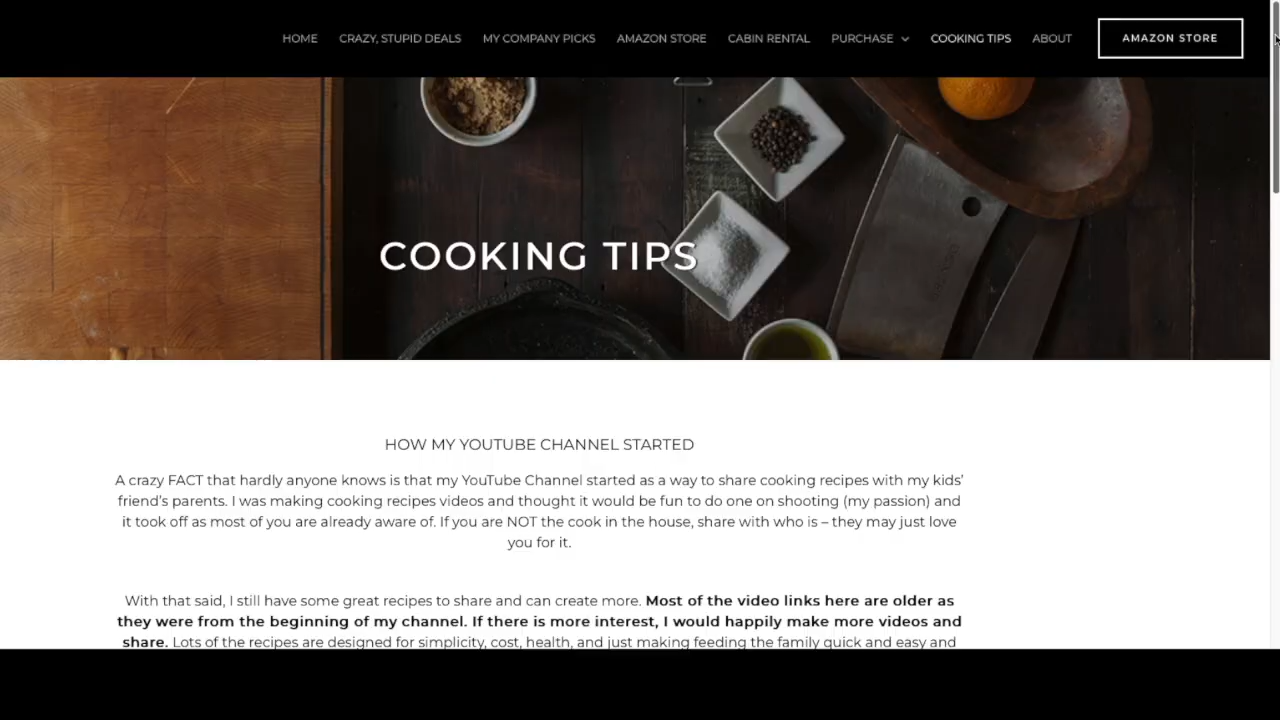 HOME CRAZY, STUPID DEALS MY COMPANY PICKS AMAZON STORE CABIN RENTAL PURCHASE COOKING TIPS ABOUT AMAZON STORE
COOKING TIPS
HOW MY YOUTUBE CHANNEL STARTED
A crazy FACT that hardly anyone knows is that my YouTube Channel started as a way to share cooking recipes with my kids'
friend's parents. I was making cooking recipes videos and thought it would be fun to do one on shooting (my passion) and
it took off as most of you are already aware of. If you are NOT the cook in the house, share with who is – they may just love
you for it.
With that said, I still have some great recipes to share and can create more. Most of the video links here are older as
they were from the beginning of my channel. If there is more interest, I would happily make more videos and
share. Lots of the recipes are designed for simplicity, cost, health, and just making feeding the family quick and easy and